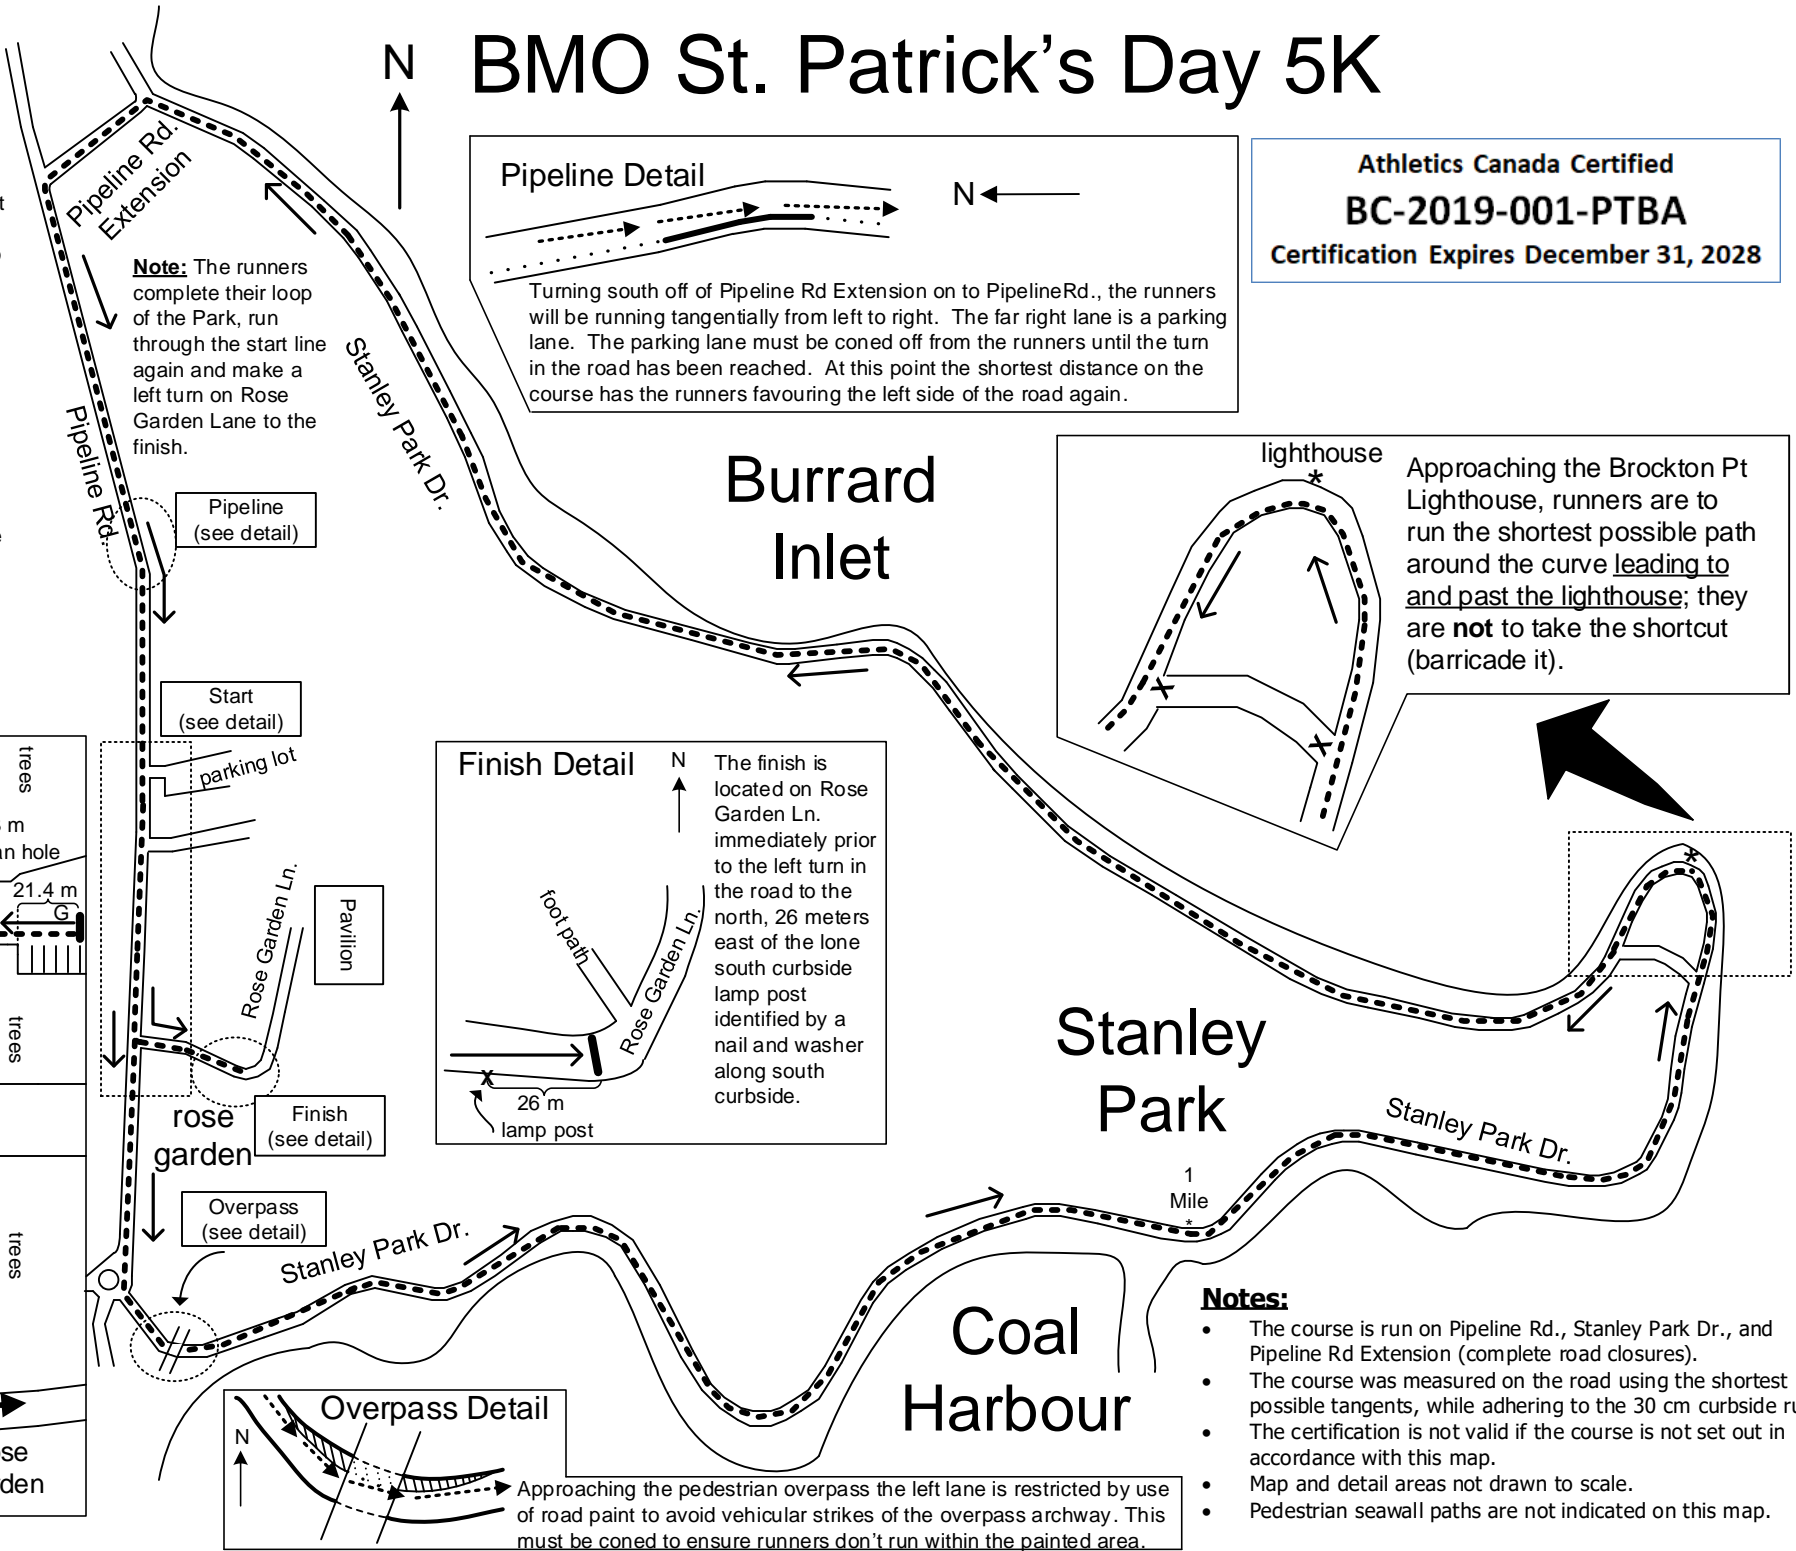 BMO St. Patrick's Day 5K
N
Athletics Canada Certified
BC-2019-001-PTBA
Certification Expires December 31, 2028
Pipeline Detail
N
Turning south off of Pipeline Rd Extension on to PipelineRd., the runners
will be running tangentially from left to right. The far right lane is a parking
lane. The parking lane must be coned off from the runners until the turn
in the road has been reached. At this point the shortest distance on the
course has the runners favouring the left side of the road again.
Pipeline Rd.
Extension
Note: The runners
complete their loop
of the Park, run
through the start line
again and make a
left turn on Rose
Garden Lane to the
finish.
Stanley Park Dr.
Pipeline Rd.
Pipeline
(see detail)
Burrard
Inlet
lighthouse
*
Approaching the Brockton Pt
Lighthouse, runners are to
run the shortest possible path
around the curve leading to
and past the lighthouse; they
are not to take the shortcut
(barricade it).
X
X
Start
(see detail)
parking lot
trees
m
hole
21.4 m
G
trees
trees
Rose Garden Ln.
Pavilion
Finish Detail
N
The finish is
located on Rose
Garden Ln.
immediately prior
to the left turn in
the road to the
north, 26 meters
east of the lone
south curbside
lamp post
identified by a
nail and washer
along south
curbside.
foot path
Rose Garden Ln.
x
26 m
lamp post
*
Stanley
Park
Stanley Park Dr.
1
Mile
*
rose
garden
Finish
(see detail)
Overpass
(see detail)
Stanley Park Dr.
Coal
Harbour
Overpass Detail
N
Approaching the pedestrian overpass the left lane is restricted by use
of road paint to avoid vehicular strikes of the overpass archway. This
must be coned to ensure runners don't run within the painted area.
Notes:
• The course is run on Pipeline Rd., Stanley Park Dr., and
Pipeline Rd Extension (complete road closures).
• The course was measured on the road using the shortest
possible tangents, while adhering to the 30 cm curbside
• The certification is not valid if the course is not set out in
accordance with this map.
• Map and detail areas not drawn to scale.
• Pedestrian seawall paths are not indicated on this map.